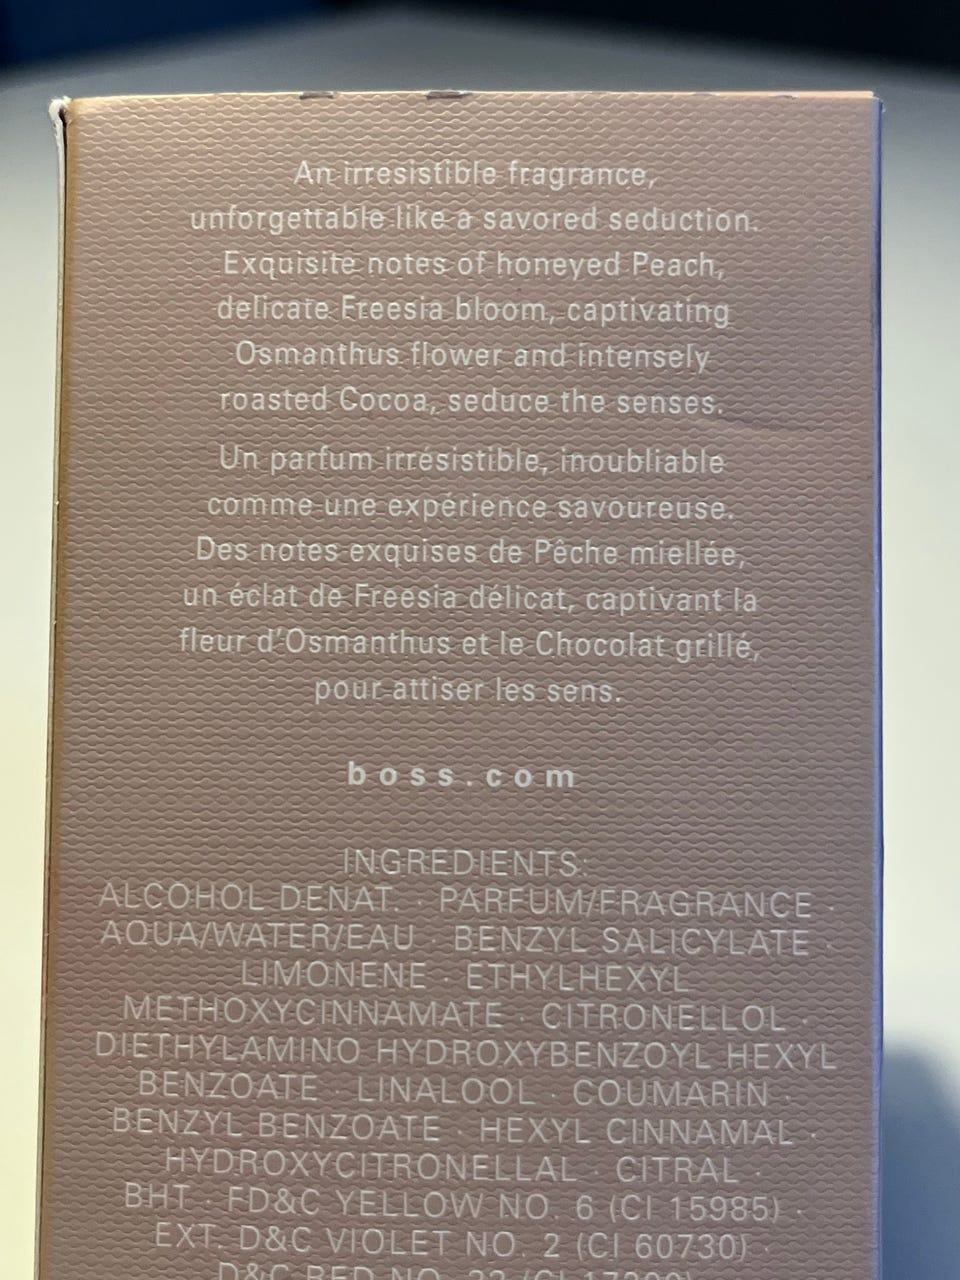 An irresistible fragrance,
unforgettable like a savored seduction.
Exquisite notes of honeyed Peach,
delicate Freesia bloom, captivating
Osmanthus flower and intensely
roasted Cocoa, seduce the senses.
Un parfum irrésistible, inoubliable
comme une expérience savoureuse.
Des notes exquises de Pêche miellée,
un éclat de Freesia délicat, captivant la
fleur d'Osmanthus et le Chocolat grillé,
pour attiser les sens.
boss.com
INGREDIENTS:
ALCOHOL DENAT. · PARFUM/FRAGRANCE ·
AQUA/WATER/EAU · BENZYL SALICYLATE ·
LIMONENE · ETHYLHEXYL
METHOXYCINNAMATE · CITRONELLOL ·
DIETHYLAMINO HYDROXYBENZOYL HEXYL
BENZOATE · LINALOOL · COUMARIN ·
BENZYL BENZOATE · HEXYL CINNAMAL ·
HYDROXYCITRONELLAL · CITRAL ·
BHT · FD&C YELLOW NO. 6 (CI 15985) ·
EXT. D&C VIOLET NO. 2 (CI 60730) ·
D&C RED NO.